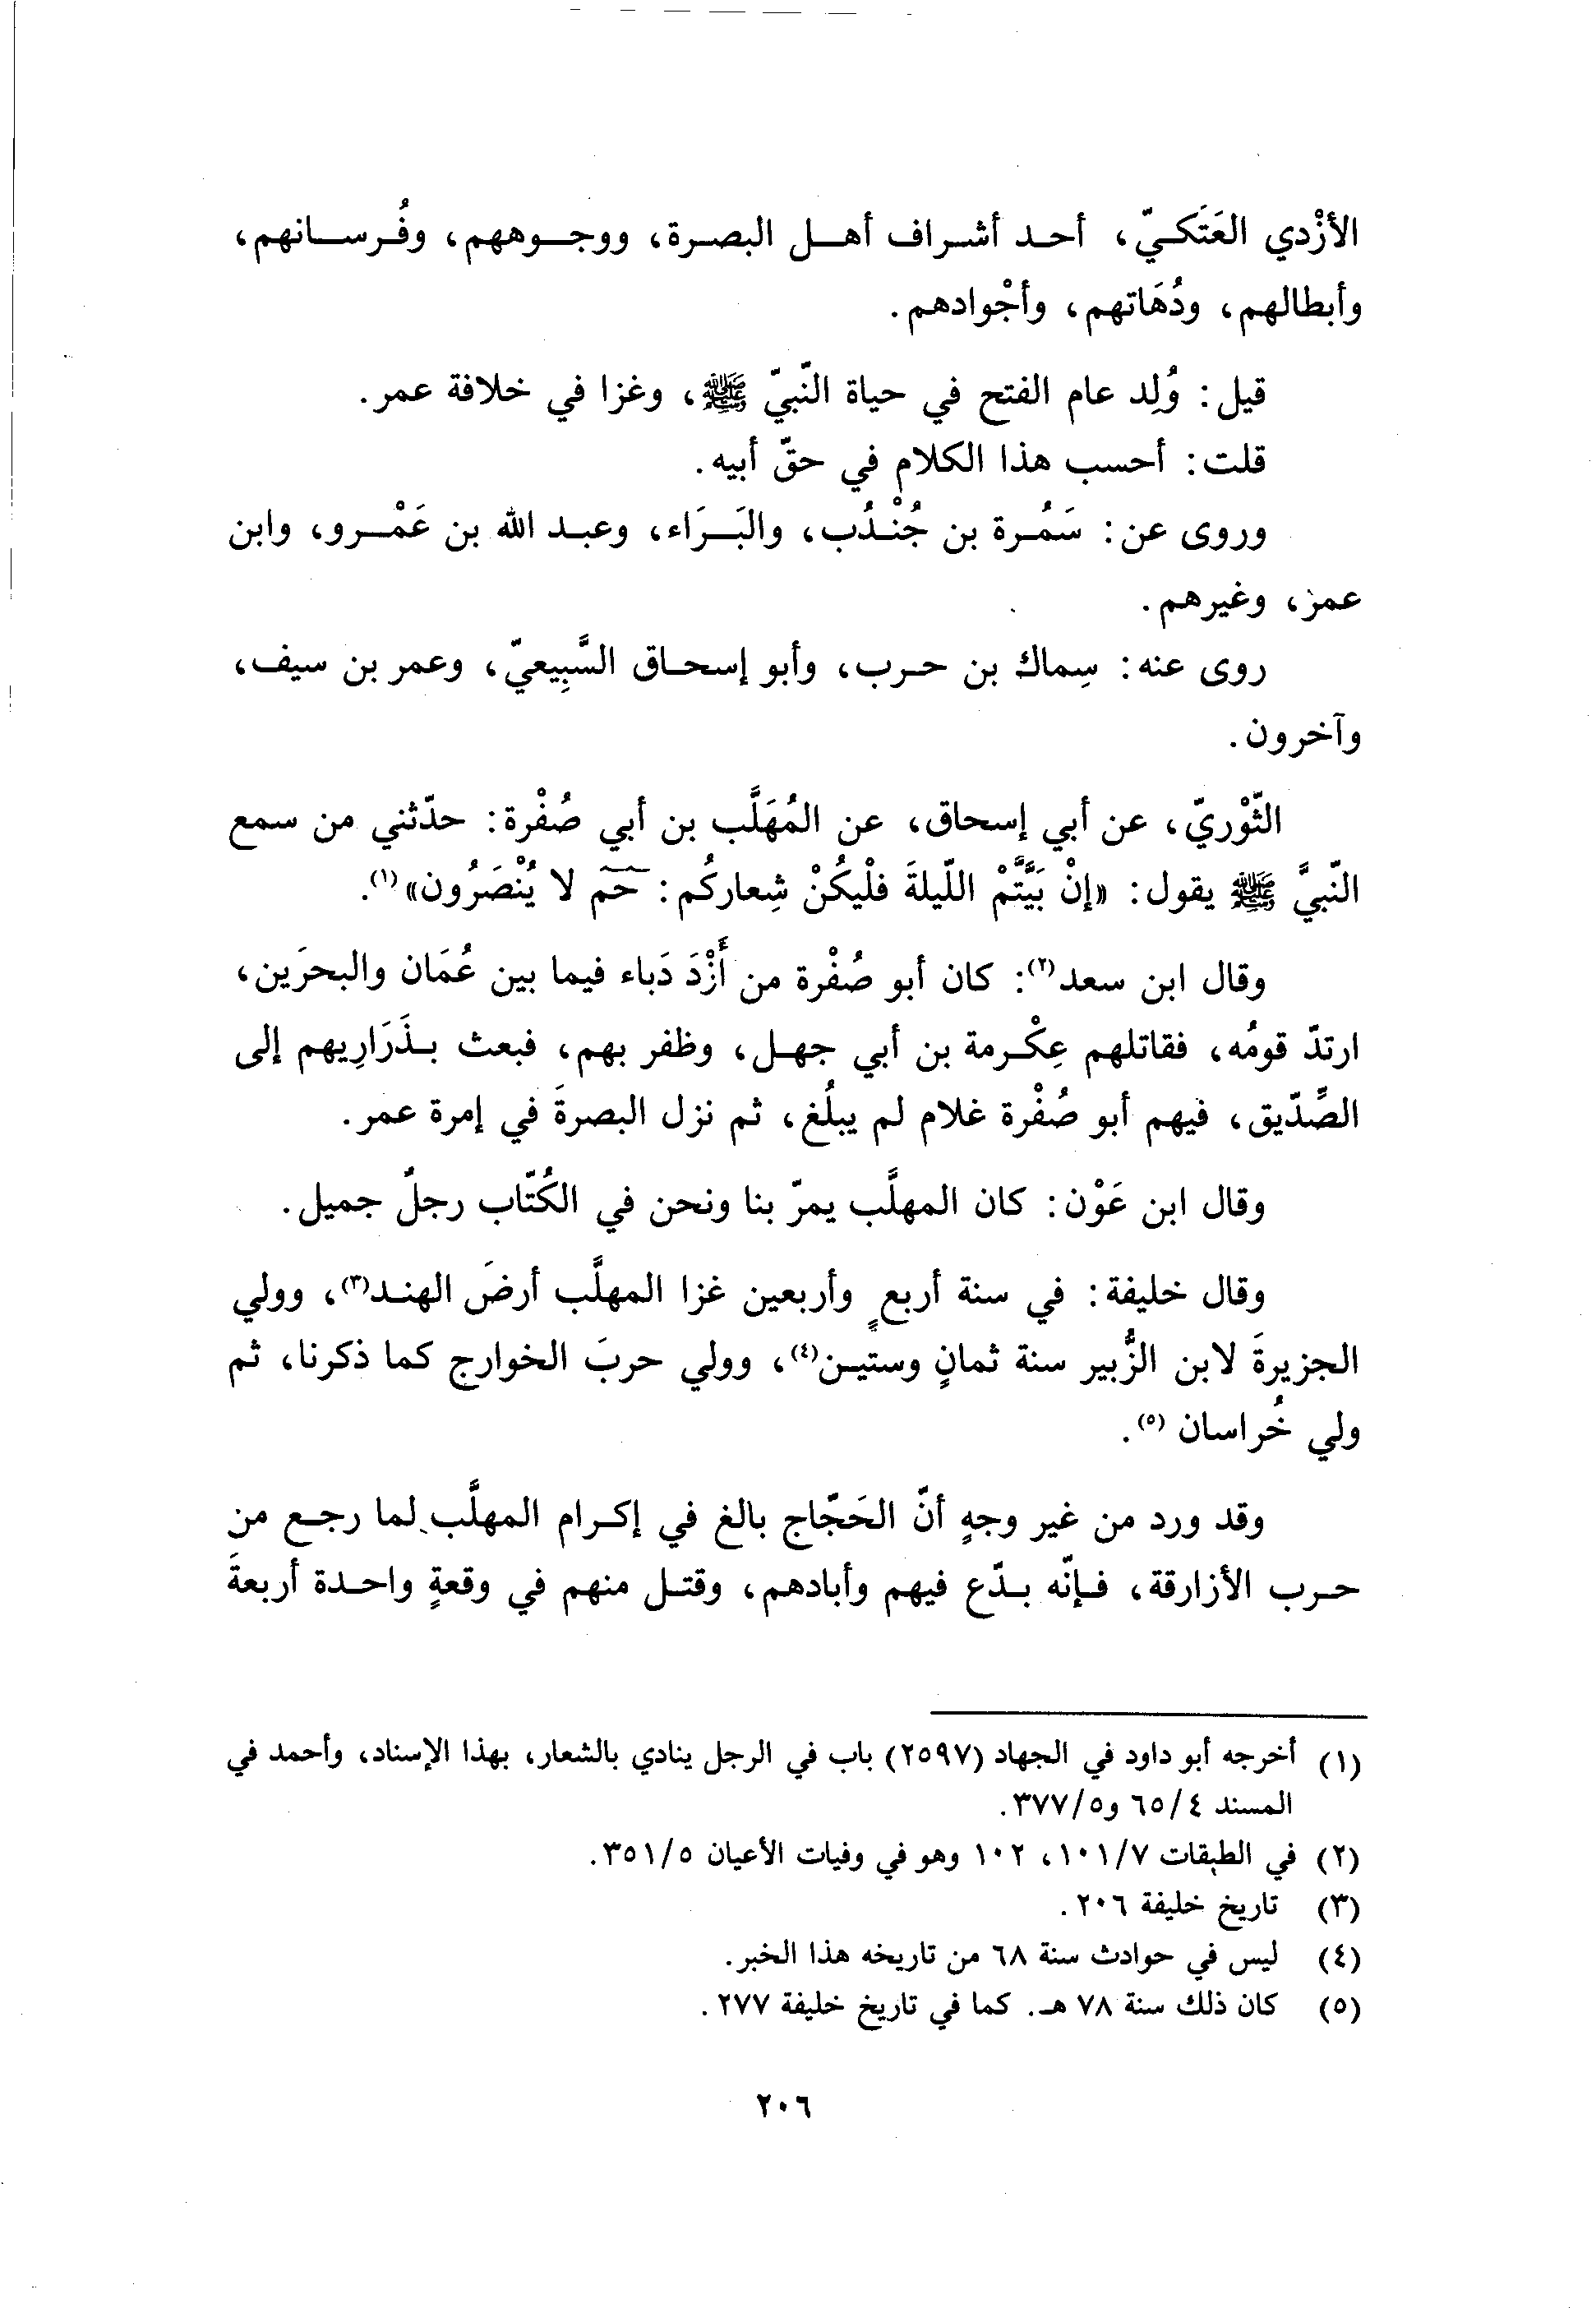 الأزْدي العَتَكيّ، أحد أشراف أهل البصرة، ووجوههم، وفُرسانهم،
وأبطالهم، ودُهَاتهم، وأجْوادهم.
قيل: وُلِد عام الفتح في حياة النّبيّ ﷺ، وغزا في خلافة عمر.
قلت: أحسب هذا الكلام في حقّ أبيه.
وروى عن: سَمُرة بن جُنْدُب، والبَرَاء، وعبد الله بن عَمْرو، وابن
عمر، وغيرهم.
روى عنه: سِماك بن حرب، وأبو إسحاق السَّبِيعيّ، وعمر بن سيف،
وآخرون.
الثّوْريّ، عن أبي إسحاق، عن المُهَلَّب بن أبي صُفْرة: حدّثني من سمع
النّبيَّ ﷺ يقول: «إنْ بَيَّتَّمْ اللّيلةَ فلْيكُنْ شِعاركُم: حَمَ لا يُنْصَرُون»(١).
وقال ابن سعد(٢): كان أبو صُفْرة من أَزْدَ دَباء فيما بين عُمَان والبحرَين،
ارتدّ قومُه، فقاتلهم عِكْرمة بن أبي جهل، وظفر بهم، فبعث بذَرَارِيهم إلى
الصِّدّيق، فيهم أبو صُفْرة غلام لم يبلُغ، ثم نزل البصرةَ في إمرة عمر.
وقال ابن عَوْن: كان المهلَّب يمرّ بنا ونحن في الكُتّاب رجلٌ جميل.
وقال خليفة: في سنة أربعٍ وأربعين غزا المهلَّب أرضَ الهند(٣)، وولي
الجزيرةَ لابن الزُّبير سنة ثمانٍ وستين(٤)، وولي حربَ الخوارج كما ذكرنا، ثم
ولي خُراسان (٥).
وقد ورد من غير وجهٍ أنّ الحَجّاج بالغ في إكرام المهلَّب لما رجع من
حرب الأزارقة، فإنّه بدّع فيهم وأبادهم، وقتل منهم في وقعةٍ واحدة أربعةَ
(١) أخرجه أبو داود في الجهاد (٢٥٩٧) باب في الرجل ينادي بالشعار، بهذا الإسناد، وأحمد في
المسند ٤/٦٥ و٥/٣٧٧.
(٢) في الطبقات ٧/١٠١، ١٠٢ وهو في وفيات الأعيان ٥/٣٥١.
(٣) تاريخ خليفة ٢٠٦.
(٤) ليس في حوادث سنة ٦٨ من تاريخه هذا الخبر.
(٥) كان ذلك سنة ٧٨ هـ. كما في تاريخ خليفة ٢٧٧.
٢٠٦